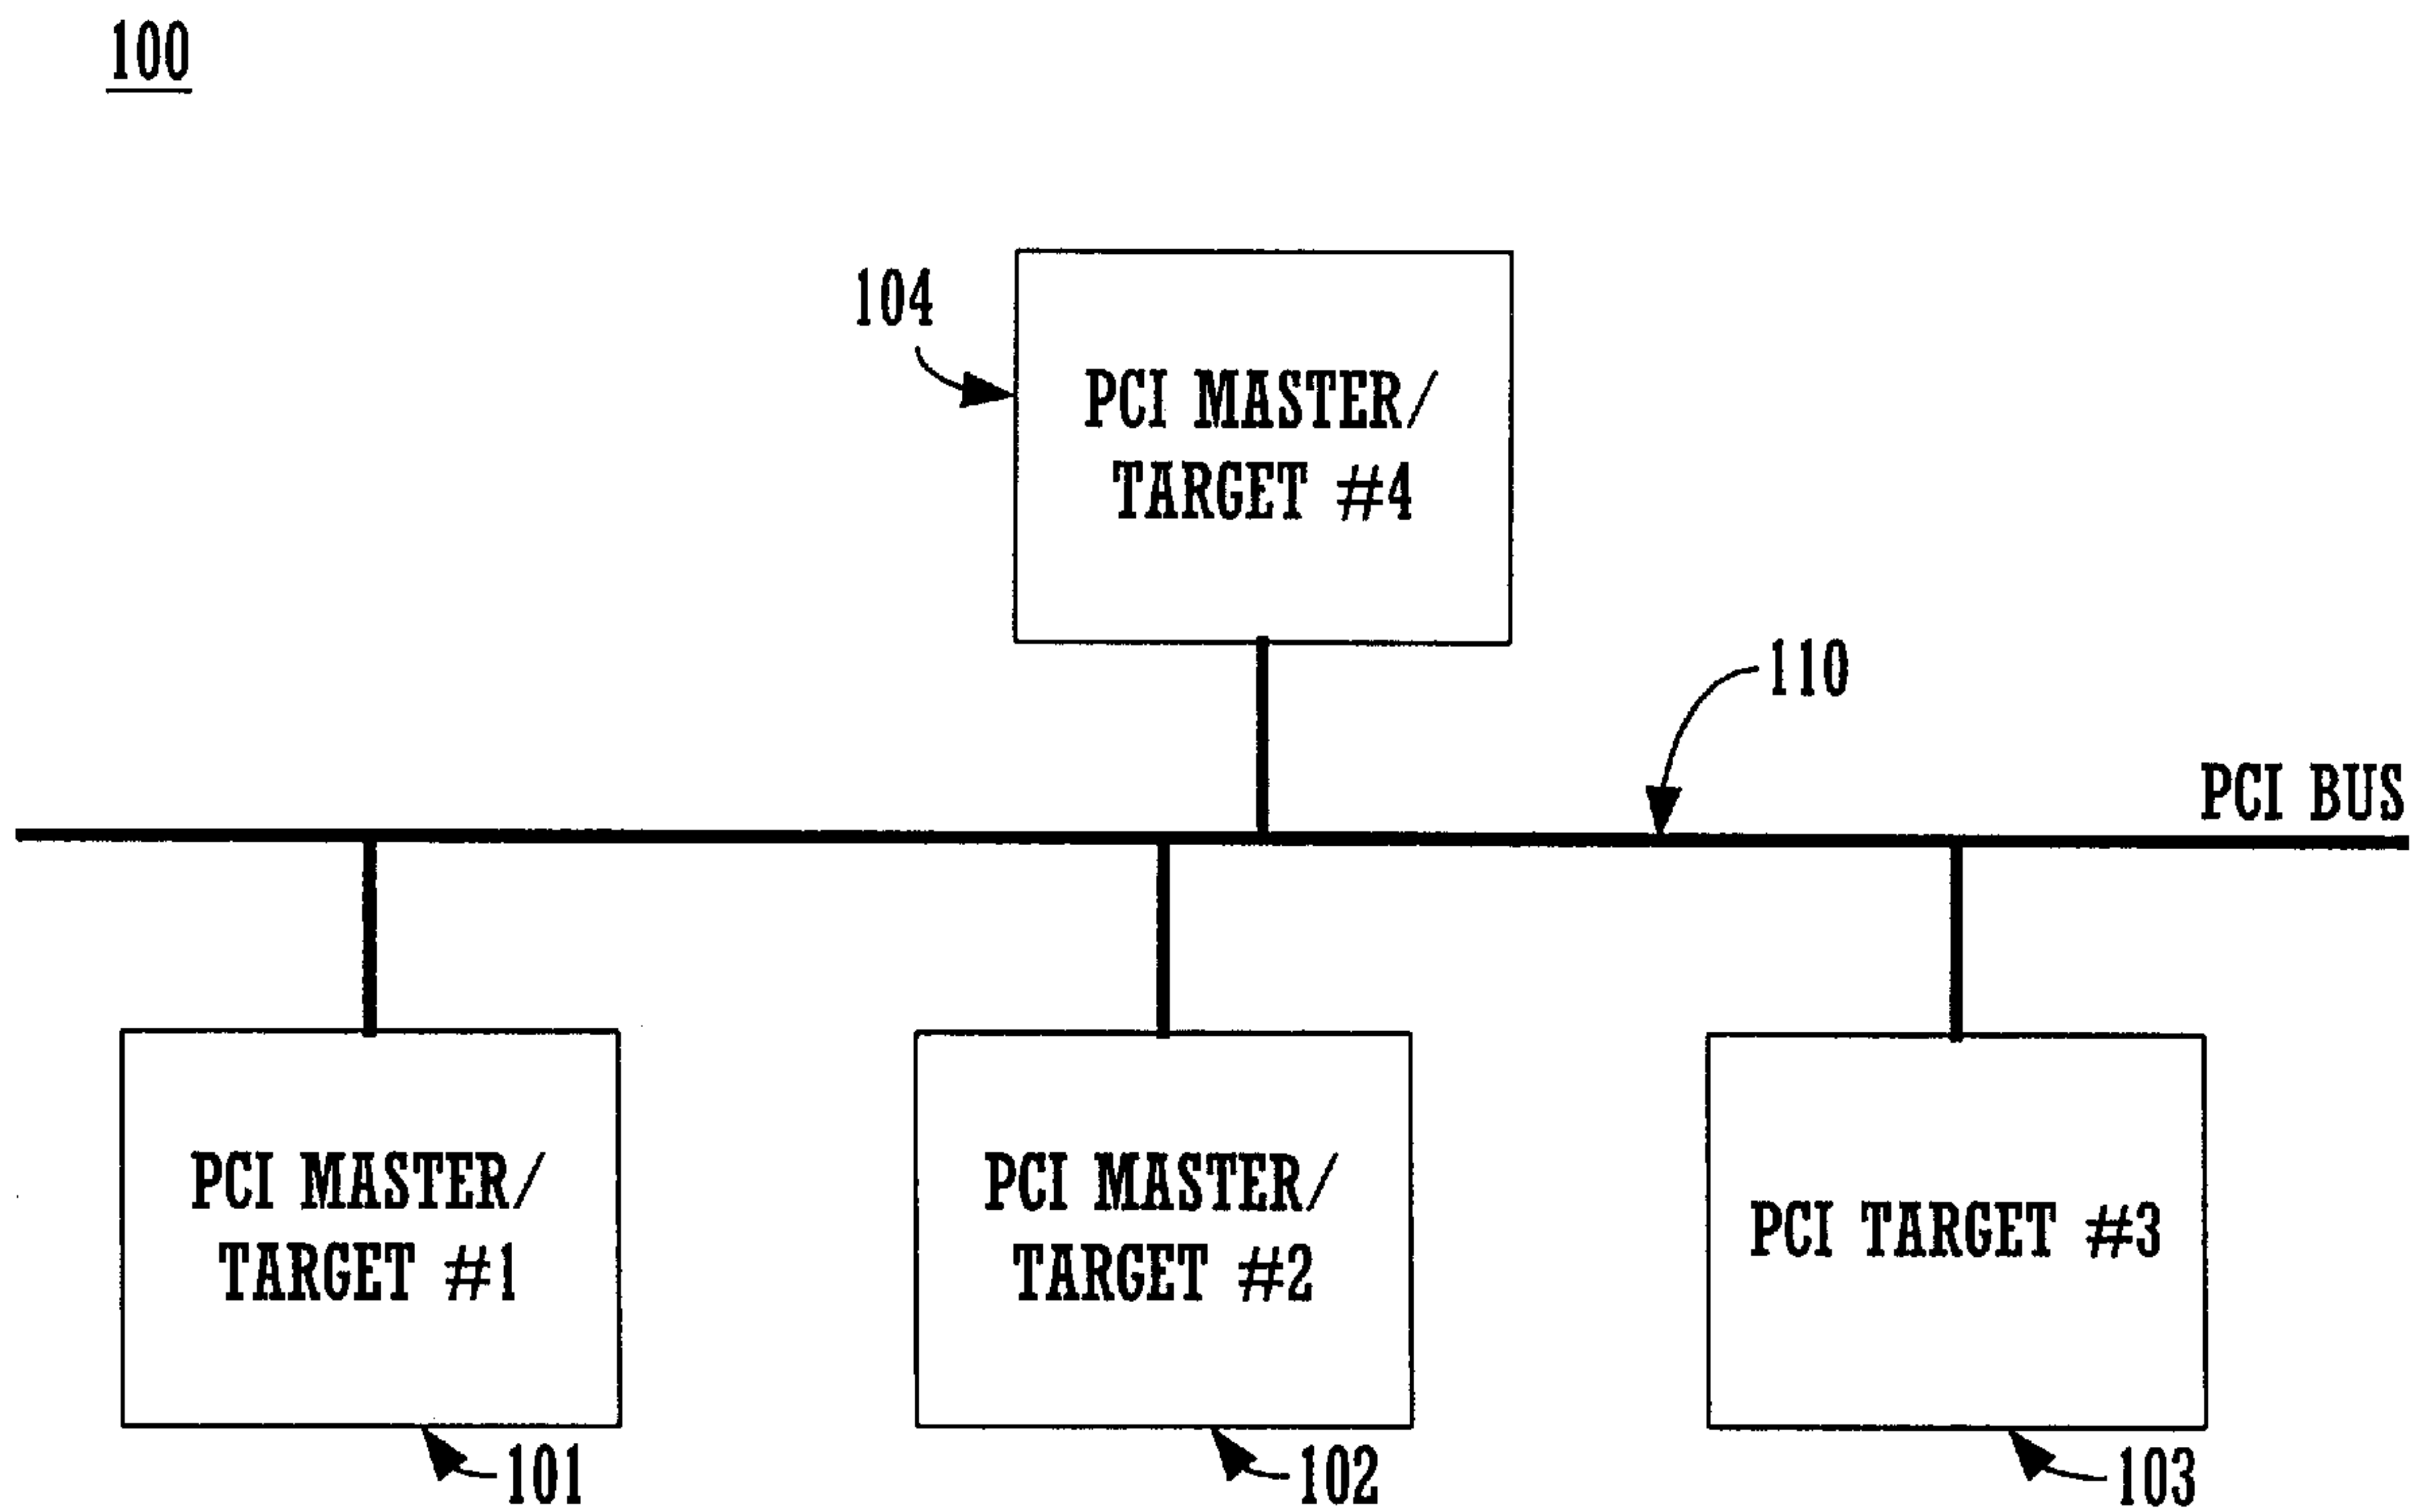 100
104
PCI MASTER/
TARGET #4
110
PCI BUS
PCI MASTER/
TARGET #1
PCI MASTER/
TARGET #2
PCI TARGET #3
101
102
103